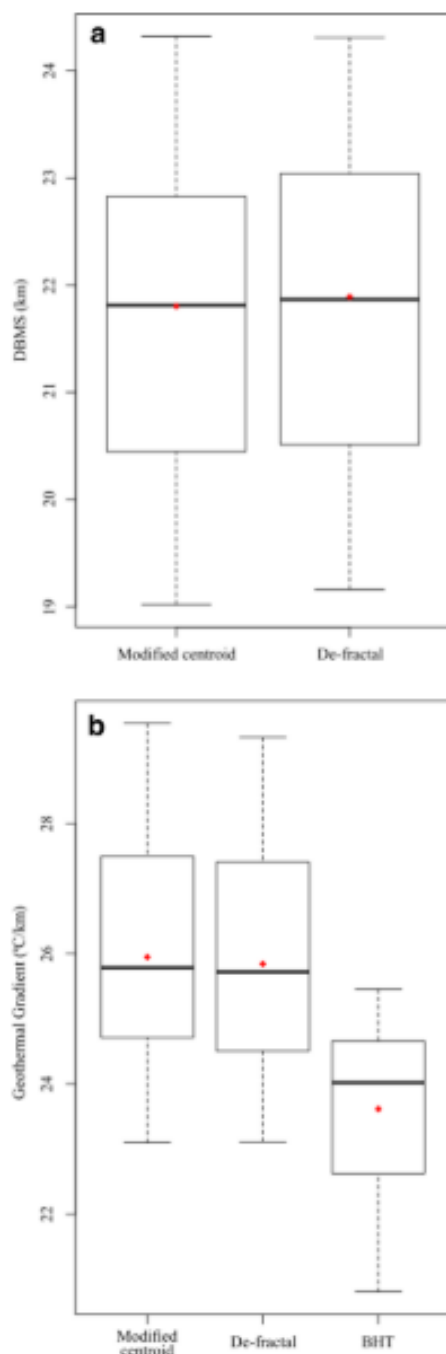 a
24
23
22
21
20
19
DBMS (km)
Modified centroid
De-fractal
b
28
26
24
22
Geothermal Gradient (ºC/km)
Modified
centroid
De-fractal
BHT